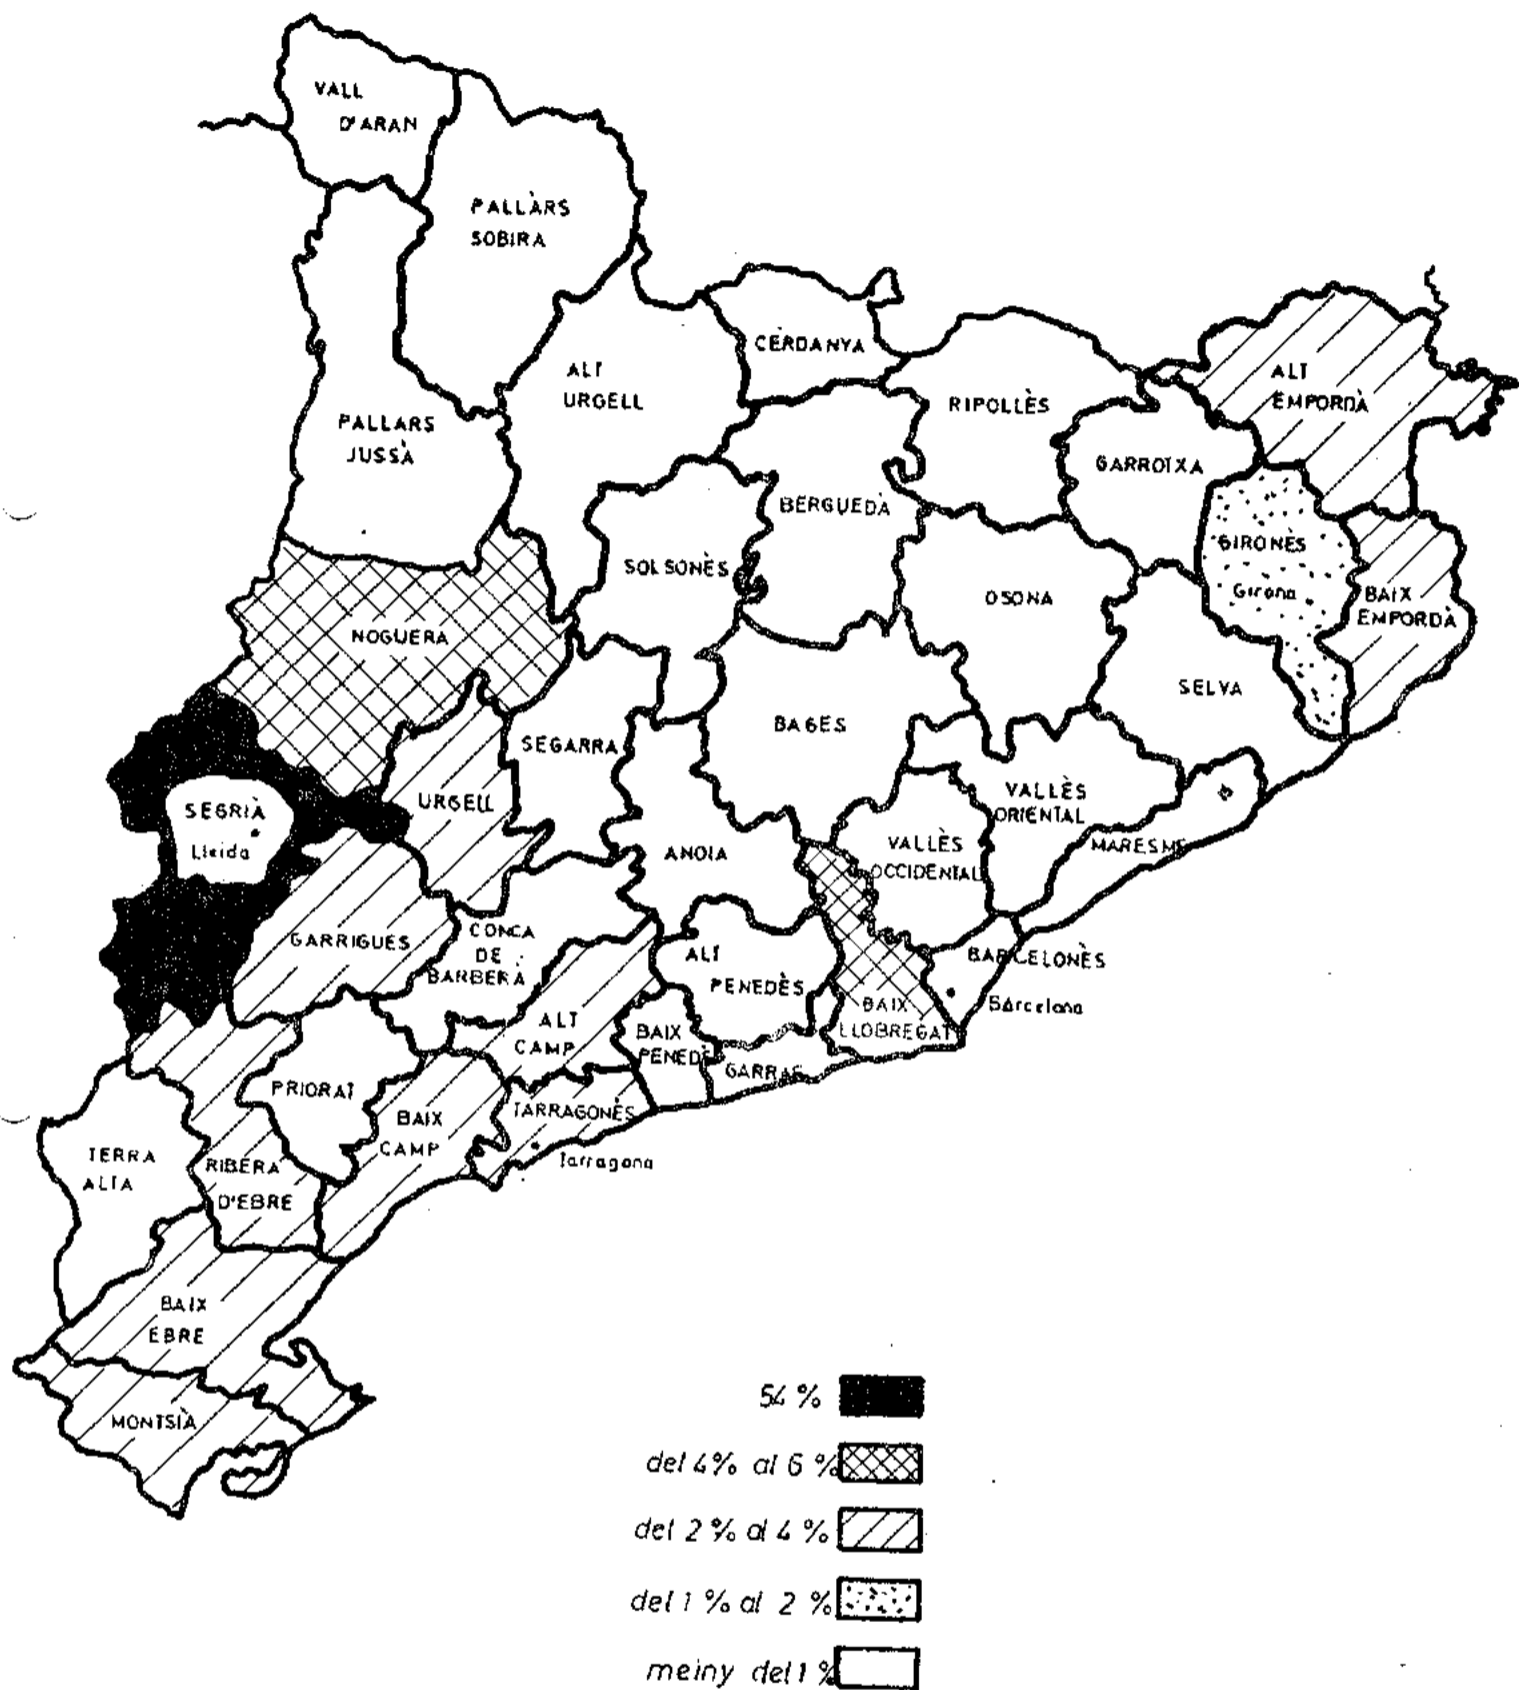 VALL
D'ARAN
PALLÀRS
SOBIRA
CERDANYA
ALT
URGELL
RIPOLLÈS
ALT
EMPORDÀ
PALLARS
JUSSÀ
GARROTXA
BERGUEDÀ
SOLSONÈS
GIRONÈS
Girona
OSONA
BAIX
EMPORDÀ
NOGUERA
SELVA
BAGES
SEGARRA
URGELL
VALLÈS
ORIENTAL
SEGRIÀ
Lleida
VALLÈS
OCCIDENTAL
MARESME
ANOIA
GARRIGUES
CONCA
DE
BARBERÀ
ALT
PENEDÈS
BARCELONÈS
Barcelona
BAIX
LLOBREGAT
ALT
CAMP
BAIX
PENEDÈ
GARRAF
PRIORAT
BAIX
CAMP
TARRAGONÈS
Tarragona
TERRA
ALTA
RIBERA
D'EBRE
BAIX
EBRE
MONTSIÀ
54 %
del 4% al 6 %
del 2 % al 4 %
del 1 % al 2 %
meiny del 1 %